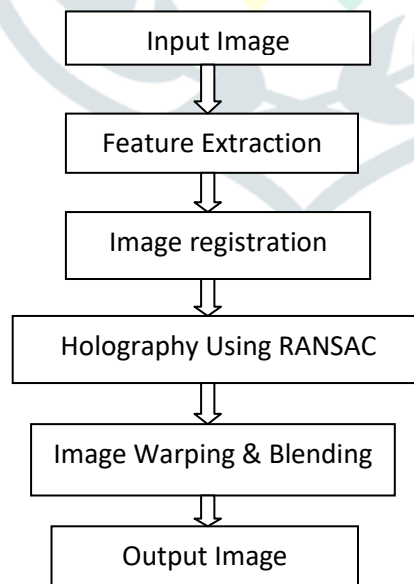 Input Image
Feature Extraction
Image registration
Holography Using RANSAC
Image Warping & Blending
Output Image